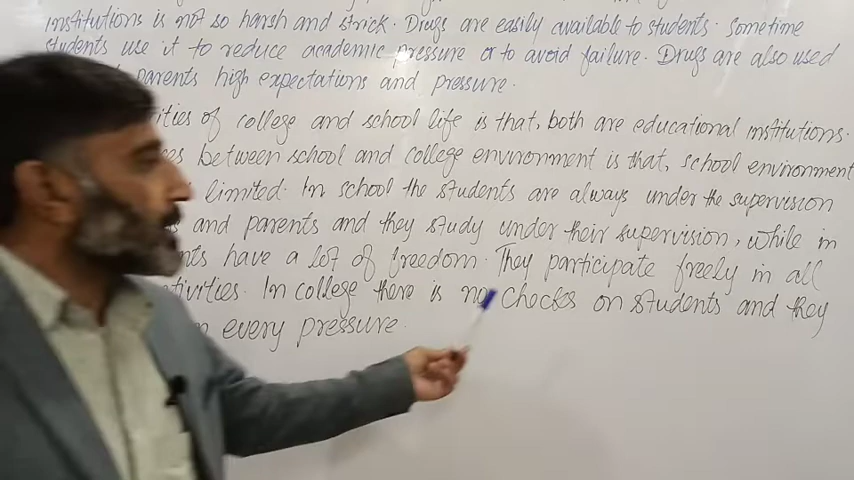 institutions is not so harsh and strick. Drugs are easily available to students. Sometime
students use it to reduce academic pressure or to avoid failure. Drugs are also used
parents high expectations and pressure.
ities of college and school life is that, both are educational institutions.
es between school and college environment is that, school environment
limited. In school the students are always under the supervision
and parents and they study under their supervision, while in
nts have a lot of freedom. They participate freely in all
tivities. In college there is no checks on students and they
every pressure.